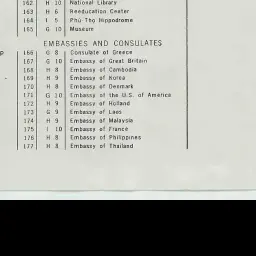 162 H 10 National Library
163 H 6 Reeducation Center
164 I 5 Phú Thọ Hippodrome
165 G 10 Museum
EMBASSIES AND CONSULATES
166 G 8 Consulate of Greece
167 G 10 Embassy of Great Britain
168 H 8 Embassy of Cambodia
169 H 9 Embassy of Korea
170 H 8 Embassy of Denmark
171 G 10 Embassy of the U.S. of America
172 H 9 Embassy of Holland
173 G 9 Embassy of Laos
174 H 9 Embassy of Malaysia
175 I 10 Embassy of France
176 H 8 Embassy of Philippines
177 H 8 Embassy of Thailand